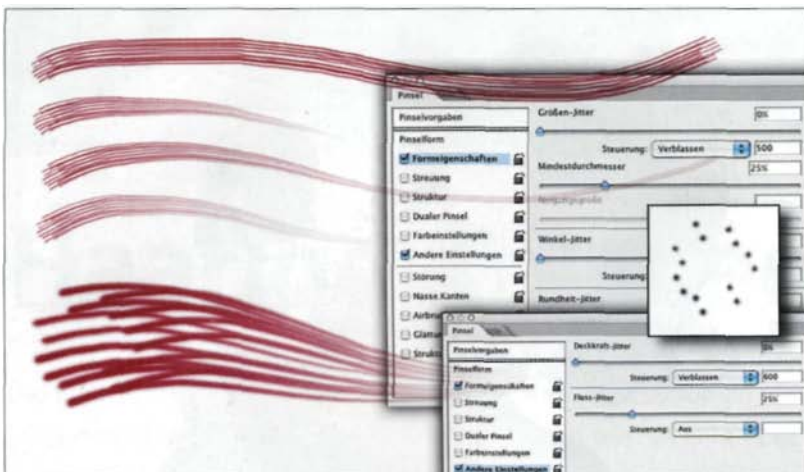 Pinsel
Pinselvorgaben
Pinselform
Formeigenschaften
Streuung
Struktur
Dualer Pinsel
Farbeinstellungen
Andere Einstellungen
Störung
Nasse Kanten
Größen-Jitter 0%
Steuerung: Verblassen 500
Mindestdurchmesser 25%
Winkel-Jitter
Steuerung:
Rundheit-Jitter
Pinsel
Pinselvorgaben
Pinselform
Formeigenschaften
Streuung
Struktur
Dualer Pinsel
Farbeinstellungen
Andere Einstellungen
Deckkraft-Jitter 0%
Steuerung: Verblassen 600
Fluss-Jitter 25%
Steuerung: Aus